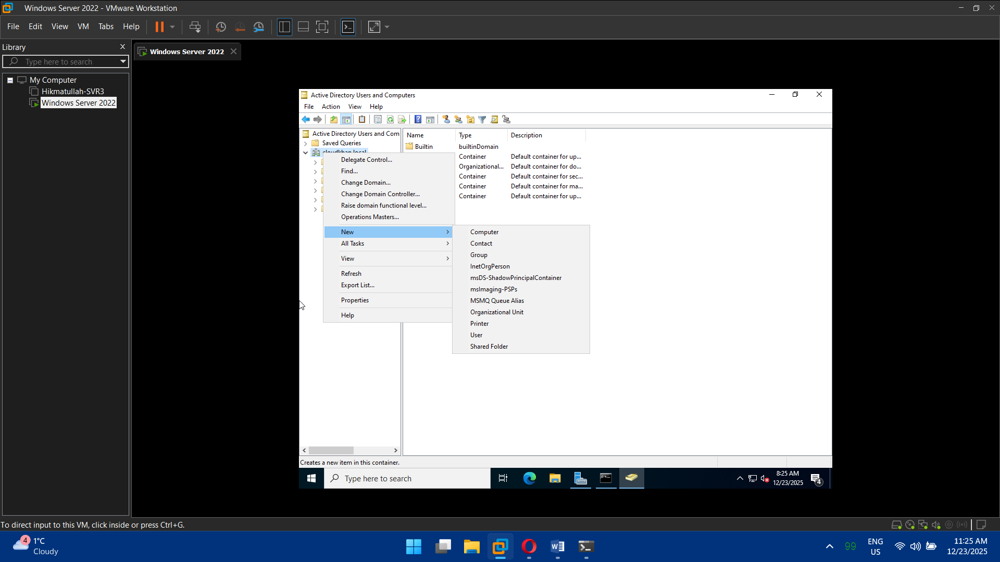 Windows Server 2022 - VMware Workstation
File Edit View VM Tabs Help
Library
Type here to search
My Computer
Hikmatullah-SVR3
Windows Server 2022
Windows Server 2022
Active Directory Users and Computers
File Action View Help
Active Directory Users and Com
Saved Queries
cloudkhan.local
Name Type Description
Builtin builtinDomain
Container Default container for up...
Organizational... Default container for do...
Container Default container for sec...
Container Default container for ma...
Container Default container for up...
Delegate Control...
Find...
Change Domain...
Change Domain Controller...
Raise domain functional level...
Operations Masters...
New
All Tasks
View
Refresh
Export List...
Properties
Help
Computer
Contact
Group
InetOrgPerson
msDS-ShadowPrincipalContainer
msImaging-PSPs
MSMQ Queue Alias
Organizational Unit
Printer
User
Shared Folder
Creates a new item in this container.
Type here to search
8:25 AM
12/23/2025
4
To direct input to this VM, click inside or press Ctrl+G.
4
1°C
Cloudy
99
ENG
US
11:25 AM
12/23/2025